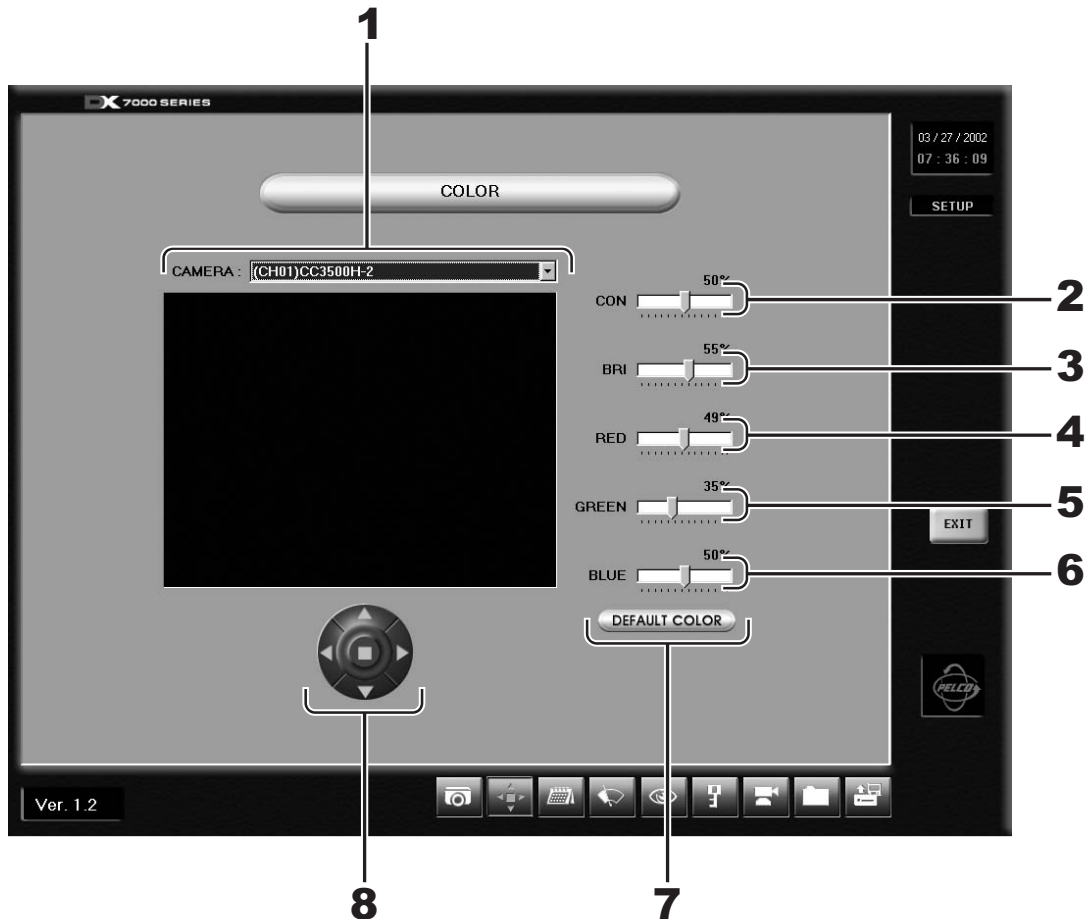 1
DX 7000 SERIES
03 / 27 / 2002
07 : 36 : 09
SETUP
COLOR
CAMERA : (CH01)CC3500H-2
50%
CON
2
55%
BRI
3
49%
RED
4
35%
GREEN
5
50%
BLUE
6
DEFAULT COLOR
EXIT
PELCO
Ver. 1.2
8
7